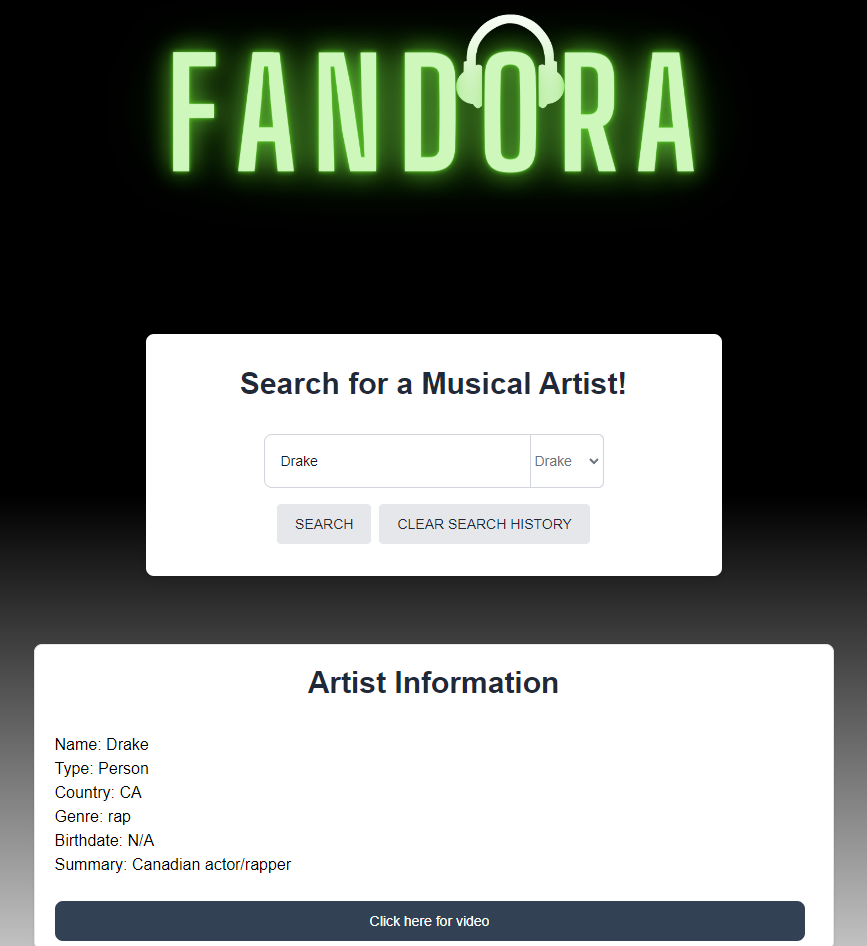 FANDORA
Search for a Musical Artist!
Drake Drake
SEARCH CLEAR SEARCH HISTORY
Artist Information
Name: Drake
Type: Person
Country: CA
Genre: rap
Birthdate: N/A
Summary: Canadian actor/rapper
Click here for video